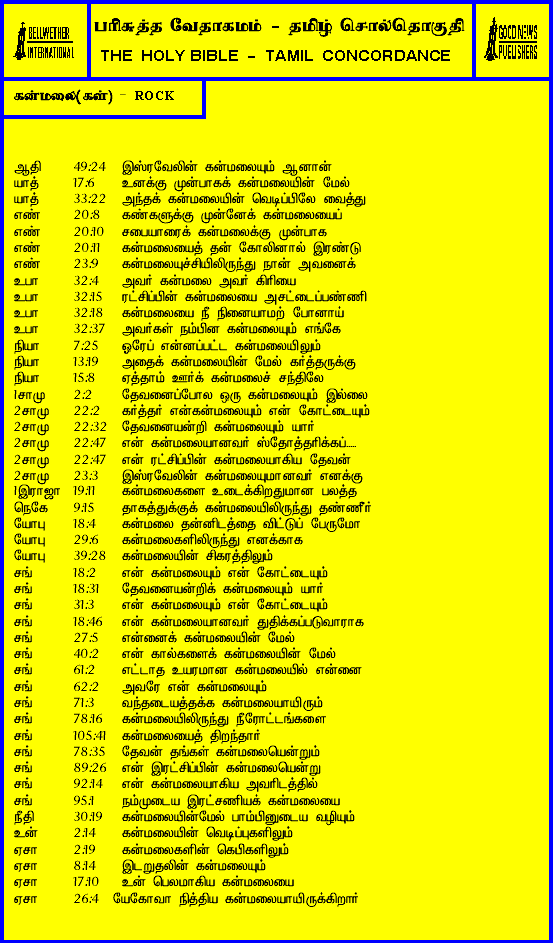 BELLWETHER
INTERNATIONAL
பரிசுத்த வேதாகமம் - தமிழ் சொல்தொகுதி
THE HOLY BIBLE - TAMIL CONCORDANCE
GOOD NEWS
PUBLISHERS
கன்மலை(கள்) - ROCK
ஆதி 49:24 இஸ்ரவேலின் கன்மலையும் ஆனான்
யாத் 17:6 உனக்கு முன்பாகக் கன்மலையின் மேல்
யாத் 33:22 அந்தக் கன்மலையின் வெடிப்பிலே வைத்து
எண் 20:8 கண்களுக்கு முன்னேக் கன்மலையைப்
எண் 20:10 சபையாரைக் கன்மலைக்கு முன்பாக
எண் 20:11 கன்மலையைத் தன் கோலினால் இரண்டு
எண் 23:9 கன்மலையுச்சியிலிருந்து நான் அவனைக்
உபா 32:4 அவர் கன்மலை அவர் கிரியை
உபா 32:15 ரட்சிப்பின் கன்மலையை அசட்டைப்பண்ணி
உபா 32:18 கன்மலையை நீ நினையாமற் போனாய்
உபா 32:37 அவர்கள் நம்பின கன்மலையும் எங்கே
நியா 7:25 ஓரேப் என்னப்பட்ட கன்மலையிலும்
நியா 13:19 அதைக் கன்மலையின் மேல் கர்த்தருக்கு
நியா 15:8 ஏத்தாம் ஊர்க் கன்மலைச் சந்திலே
1சாமு 2:2 தேவனைப்போல ஒரு கன்மலையும் இல்லை
2சாமு 22:2 கர்த்தர் என்கன்மலையும் என் கோட்டையும்
2சாமு 22:32 தேவனையன்றி கன்மலையும் யார்
2சாமு 22:47 என் கன்மலையானவர் ஸ்தோத்தரிக்கப்.....
2சாமு 22:47 என் ரட்சிப்பின் கன்மலையாகிய தேவன்
2சாமு 23:3 இஸ்ரவேலின் கன்மலையுமானவர் எனக்கு
1இராஜா 19:11 கன்மலைகளை உடைக்கிறதுமான பலத்த
நெகே 9:15 தாகத்துக்குக் கன்மலையிலிருந்து தண்ணீர்
யோபு 18:4 கன்மலை தன்னிடத்தை விட்டுப் பேருமோ
யோபு 29:6 கன்மலைகளிலிருந்து எனக்காக
யோபு 39:28 கன்மலையின் சிகரத்திலும்
சங் 18:2 என் கன்மலையும் என் கோட்டையும்
சங் 18:31 தேவனையன்றிக் கன்மலையும் யார்
சங் 31:3 என் கன்மலையும் என் கோட்டையும்
சங் 18:46 என் கன்மலையானவர் துதிக்கப்படுவாராக
சங் 27:5 என்னைக் கன்மலையின் மேல்
சங் 40:2 என் கால்களைக் கன்மலையின் மேல்
சங் 61:2 எட்டாத உயரமான கன்மலையில் என்னை
சங் 62:2 அவரே என் கன்மலையும்
சங் 71:3 வந்தடையத்தக்க கன்மலையாயிரும்
சங் 78:16 கன்மலையிலிருந்து நீரோட்டங்களை
சங் 105:41 கன்மலையைத் திறந்தார்
சங் 78:35 தேவன் தங்கள் கன்மலையென்றும்
சங் 89:26 என் இரட்சிப்பின் கன்மலையென்று
சங் 92:14 என் கன்மலையாகிய அவரிடத்தில்
சங் 95:1 நம்முடைய இரட்சணியக் கன்மலையை
நீதி 30:19 கன்மலையின்மேல் பாம்பினுடைய வழியும்
உன் 2:14 கன்மலையின் வெடிப்புகளிலும்
ஏசா 2:19 கன்மலைகளின் கெபிகளிலும்
ஏசா 8:14 இடறுதலின் கன்மலையும்
ஏசா 17:10 உன் பெலமாகிய கன்மலையை
ஏசா 26:4 யேகோவா நித்திய கன்மலையாயிருக்கிறார்